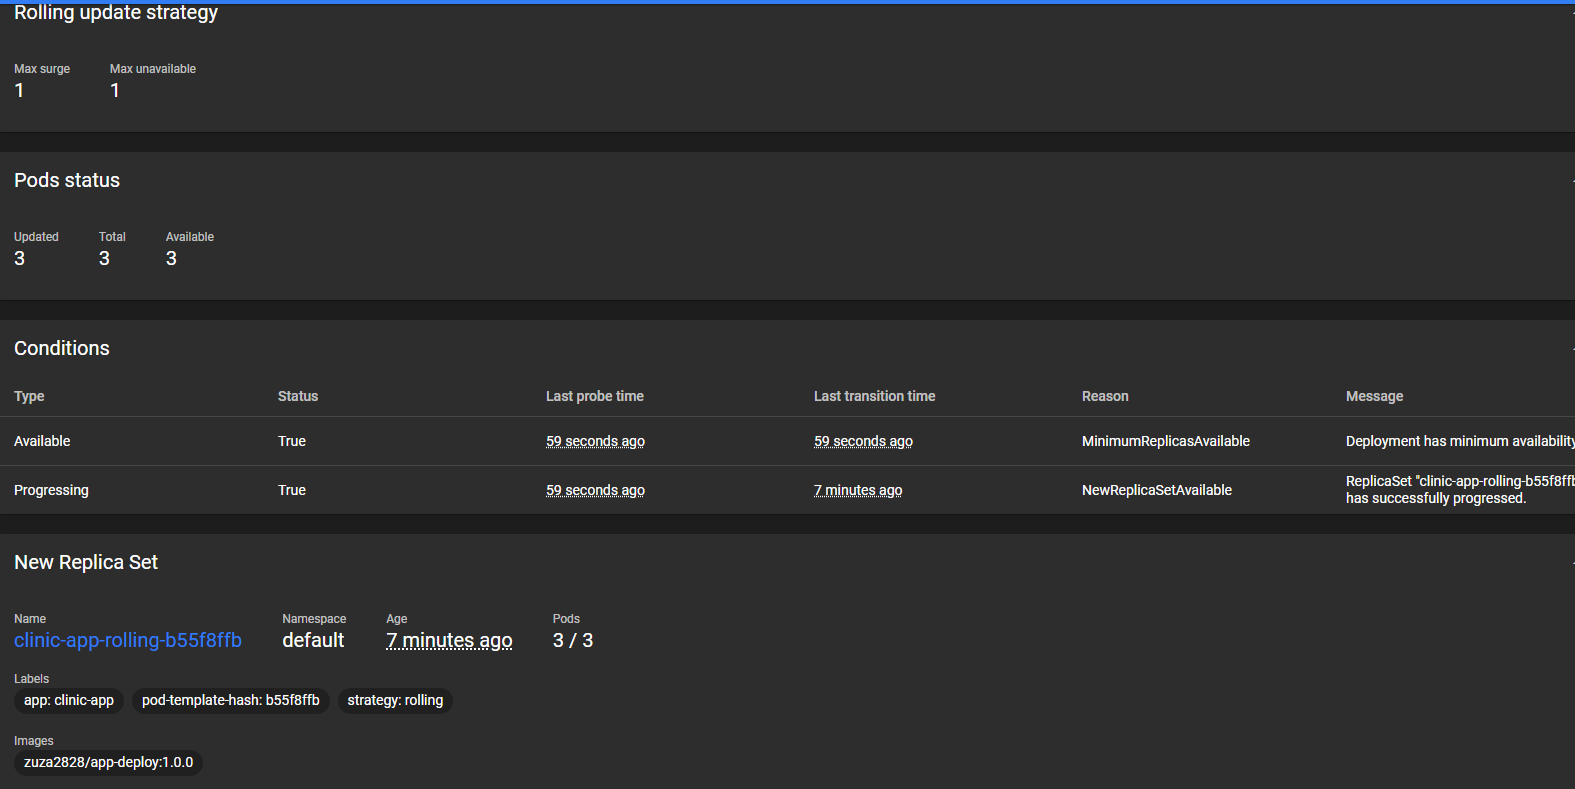 Rolling update strategy
Max surge Max unavailable
1 1
Pods status
Updated Total Available
3 3 3
Conditions
Type Status Last probe time Last transition time Reason Message
Available True 59 seconds ago 59 seconds ago MinimumReplicasAvailable Deployment has minimum availability
Progressing True 59 seconds ago 7 minutes ago NewReplicaSetAvailable ReplicaSet "clinic-app-rolling-b55f8ffb
has successfully progressed.
New Replica Set
Name Namespace Age Pods
clinic-app-rolling-b55f8ffb default 7 minutes ago 3 / 3
Labels
app: clinic-app pod-template-hash: b55f8ffb strategy: rolling
Images
zuza2828/app-deploy:1.0.0